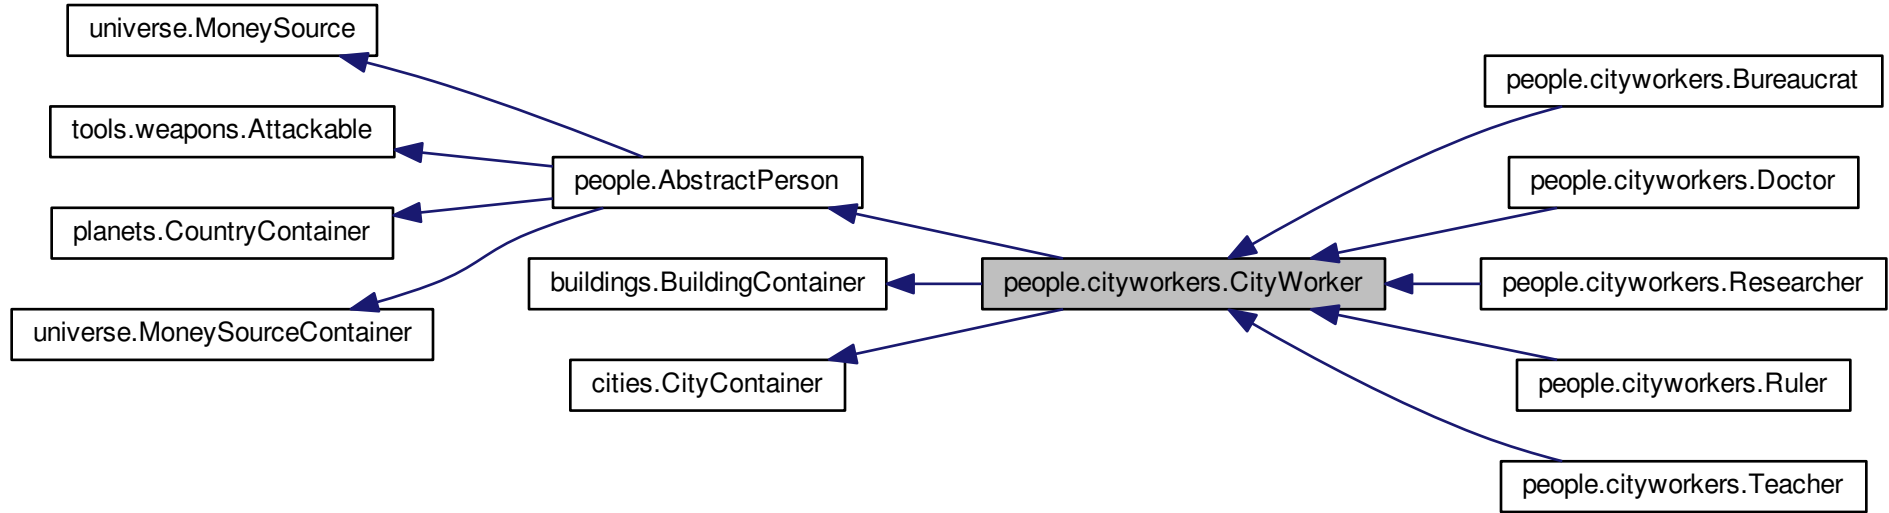 universe.MoneySource
tools.weapons.Attackable
planets.CountryContainer
universe.MoneySourceContainer
people.AbstractPerson
buildings.BuildingContainer
cities.CityContainer
people.cityworkers.CityWorker
people.cityworkers.Bureaucrat
people.cityworkers.Doctor
people.cityworkers.Researcher
people.cityworkers.Ruler
people.cityworkers.Teacher